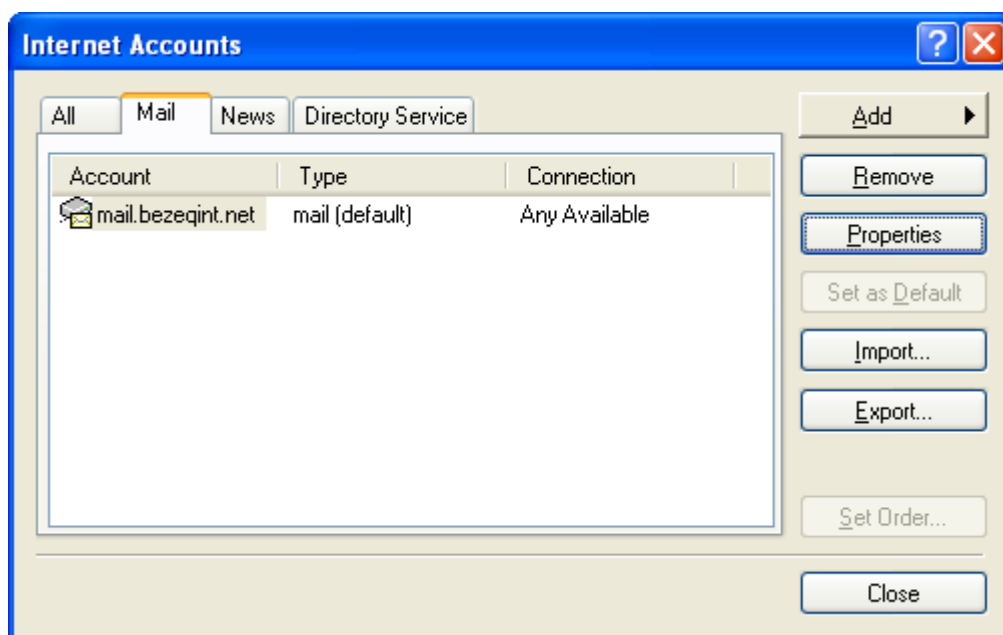 Internet Accounts
All Mail News Directory Service
Account Type Connection
mail.bezeqint.net mail (default) Any Available
Add
Remove
Properties
Set as Default
Import...
Export...
Set Order...
Close